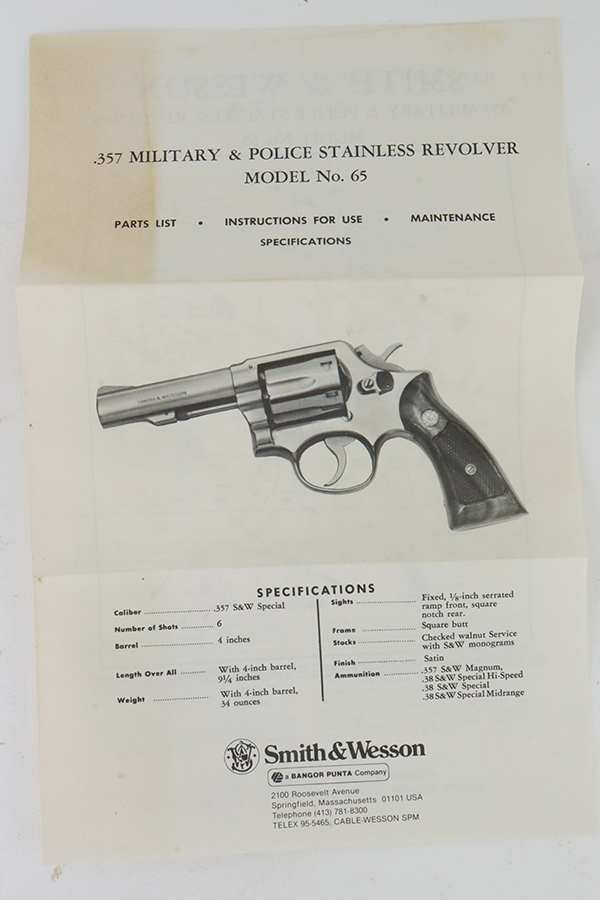 .357 MILITARY & POLICE STAINLESS REVOLVER
MODEL No. 65
PARTS LIST • INSTRUCTIONS FOR USE • MAINTENANCE
SPECIFICATIONS
SMITH & WESSON
SPECIFICATIONS
Caliber .................... .357 S&W Special
Number of Shots ............. 6
Barrel ......................... 4 inches
Length Over All ......... With 4-inch barrel,
9¼ inches
Weight ...................... With 4-inch barrel,
34 ounces
Sights .................. Fixed, ⅛-inch serrated
ramp front, square
notch rear.
Frame .................. Square butt
Stocks .................. Checked walnut Service
with S&W monograms
Finish .................. Satin
Ammunition ............ .357 S&W Magnum,
.38 S&W Special Hi-Speed
.38 S&W Special
.38 S&W Special Midrange
Smith & Wesson
a BANGOR PUNTA Company
2100 Roosevelt Avenue
Springfield, Massachusetts 01101 USA
Telephone (413) 781-8300
TELEX 95-5465, CABLE-WESSON SPM